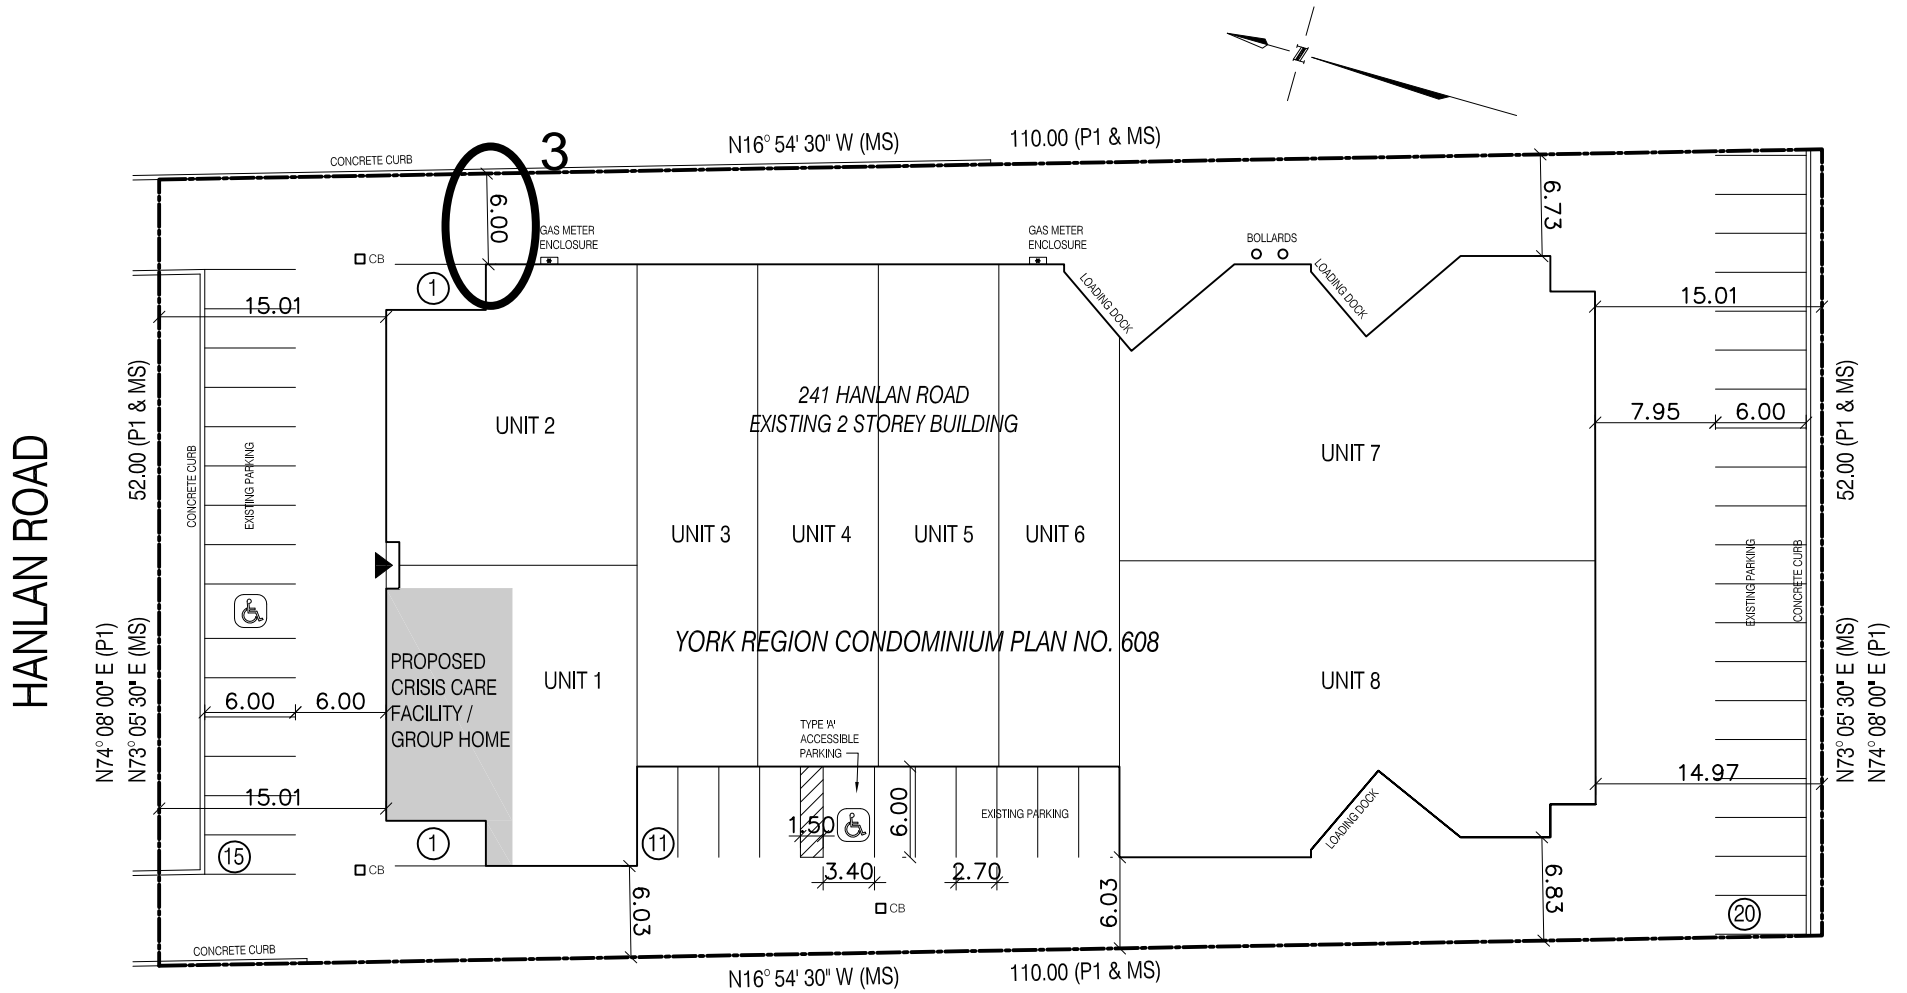 N
3
N16° 54' 30" W (MS)
110.00 (P1 & MS)
CONCRETE CURB
6.00
6.73
GAS METER
ENCLOSURE
GAS METER
ENCLOSURE
BOLLARDS
CB
1
LOADING DOCK
LOADING DOCK
15.01
15.01
241 HANLAN ROAD
EXISTING 2 STOREY BUILDING
UNIT 2
UNIT 7
7.95
6.00
52.00 (P1 & MS)
52.00 (P1 & MS)
CONCRETE CURB
EXISTING PARKING
HANLAN ROAD
UNIT 3
UNIT 4
UNIT 5
UNIT 6
EXISTING PARKING
CONCRETE CURB
YORK REGION CONDOMINIUM PLAN NO. 608
N74° 08' 00" E (P1)
N73° 05' 30" E (MS)
N73° 05' 30" E (MS)
N74° 08' 00" E (P1)
PROPOSED
CRISIS CARE
FACILITY /
GROUP HOME
UNIT 1
UNIT 8
6.00
6.00
TYPE 'A'
ACCESSIBLE
PARKING
15.01
14.97
1.50
6.00
EXISTING PARKING
LOADING DOCK
15
1
11
CB
3.40
2.70
CB
6.03
6.03
6.83
20
CONCRETE CURB
N16° 54' 30" W (MS)
110.00 (P1 & MS)